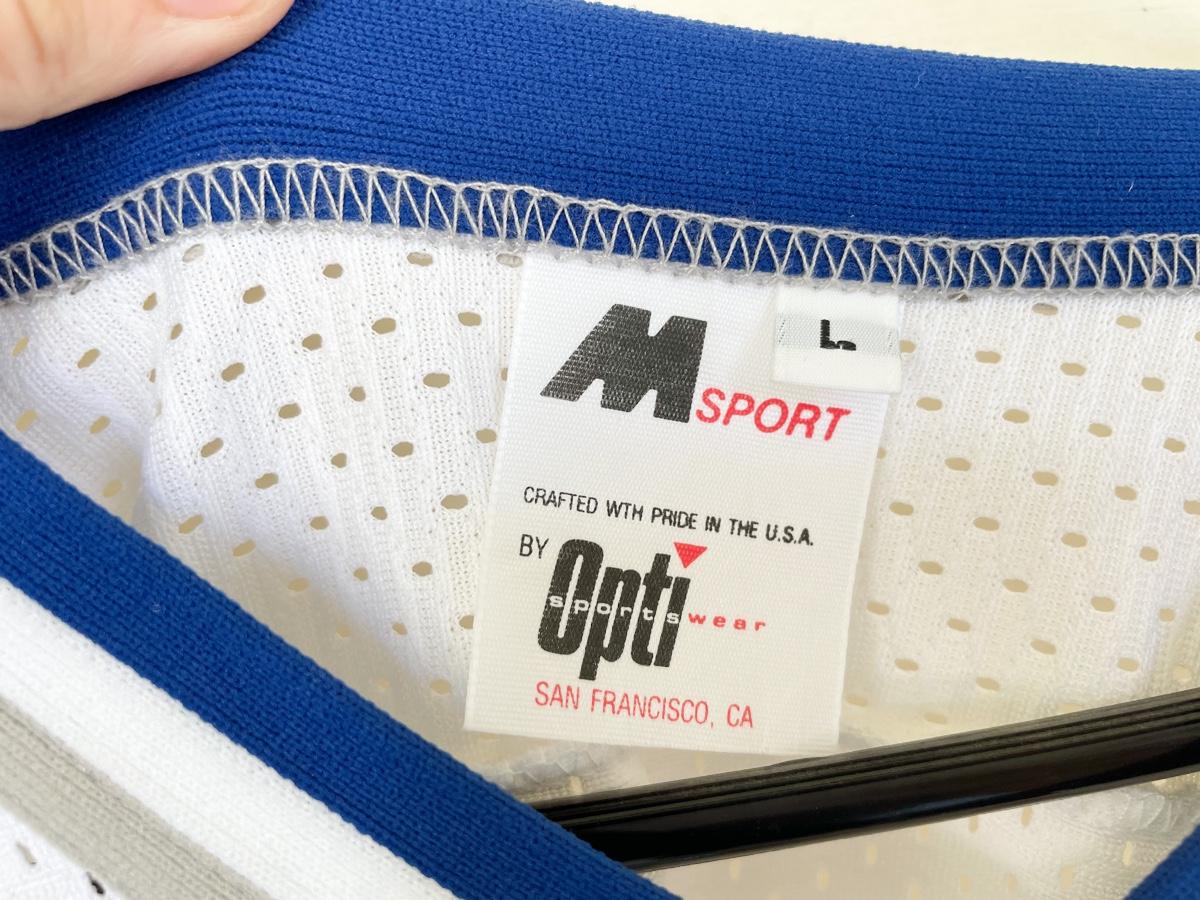 M SPORT
L
CRAFTED WTH PRIDE IN THE U.S.A.
BY Opti
sportswear
SAN FRANCISCO, CA